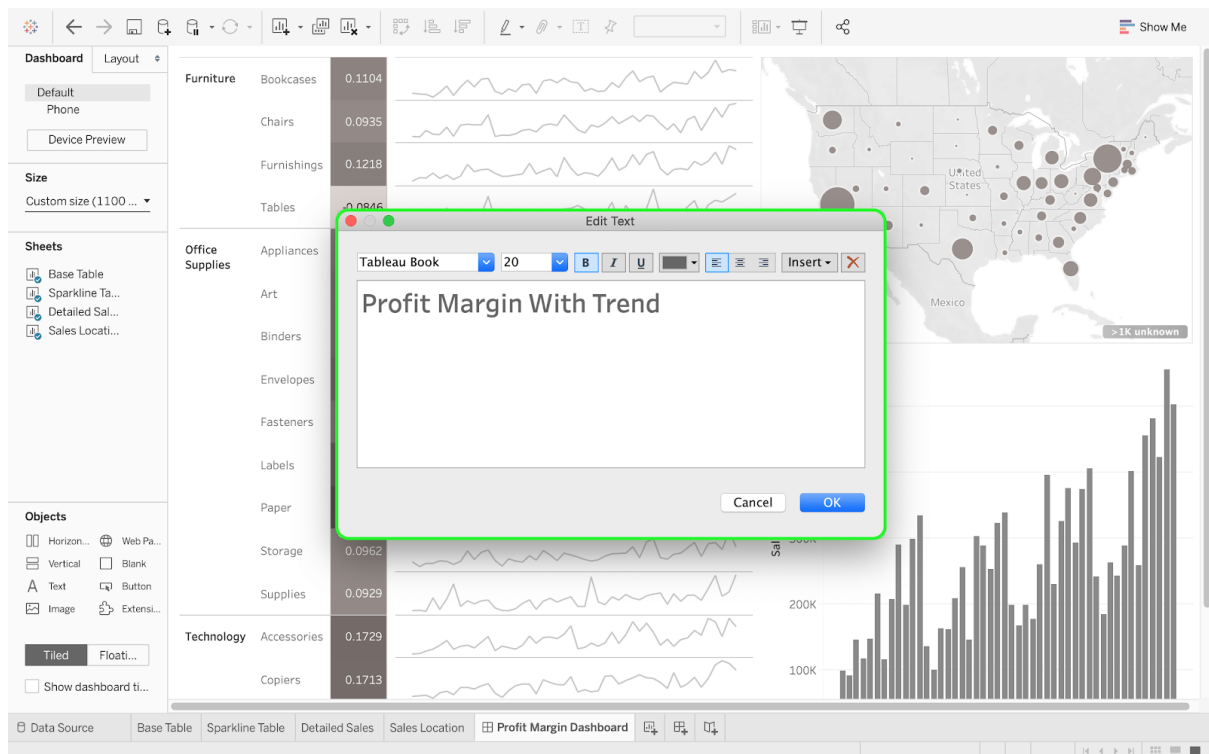 Show Me
Dashboard
Layout
Default
Phone
Device Preview
Size
Custom size (1100 ...
Sheets
Base Table
Sparkline Ta...
Detailed Sal...
Sales Locati...
Objects
Horizon... Web Pa...
Vertical Blank
Text Button
Image Extensi...
Tiled Floati...
Show dashboard ti...
Furniture Bookcases 0.1104
Chairs 0.0935
Furnishings 0.1218
Tables -0.0846
Office
Supplies
Appliances
Art
Binders
Envelopes
Fasteners
Labels
Paper
Storage 0.0962
Supplies 0.0929
Technology Accessories 0.1729
Copiers 0.1713
United
States
Mexico
>1K unknown
Edit Text
Tableau Book 20 B I U Insert
Profit Margin With Trend
Cancel OK
300K
200K
100K
Data Source Base Table Sparkline Table Detailed Sales Sales Location Profit Margin Dashboard